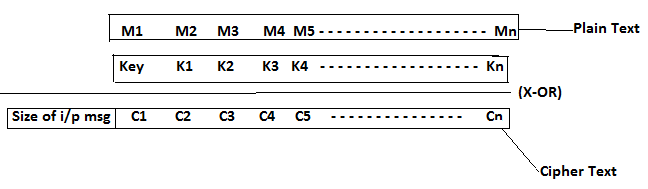 M1 M2 M3 M4 M5 - - - - - - - - - - - - - - - - - - - Mn Plain Text
Key K1 K2 K3 K4 - - - - - - - - - - - - - - - - - - - Kn
(X-OR)
Size of i/p msg C1 C2 C3 C4 C5 - - - - - - - - - - - - - - - Cn
Cipher Text